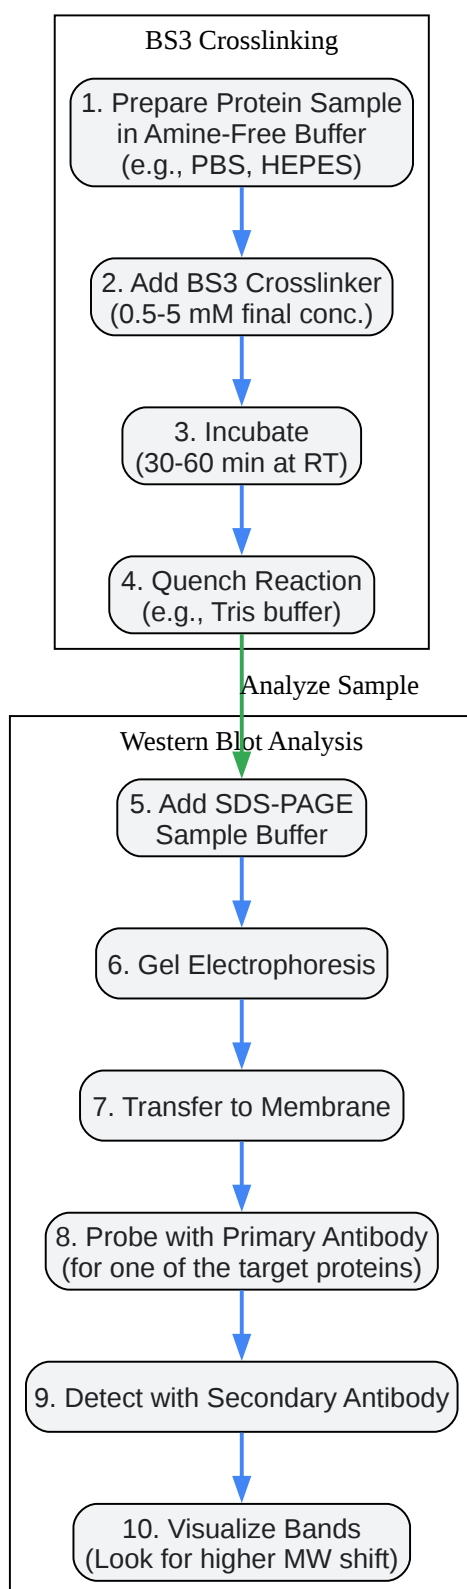 BS3 Crosslinking
1. Prepare Protein Sample
in Amine-Free Buffer
(e.g., PBS, HEPES)
2. Add BS3 Crosslinker
(0.5-5 mM final conc.)
3. Incubate
(30-60 min at RT)
4. Quench Reaction
(e.g., Tris buffer)
Analyze Sample
Western Blot Analysis
5. Add SDS-PAGE
Sample Buffer
6. Gel Electrophoresis
7. Transfer to Membrane
8. Probe with Primary Antibody
(for one of the target proteins)
9. Detect with Secondary Antibody
10. Visualize Bands
(Look for higher MW shift)